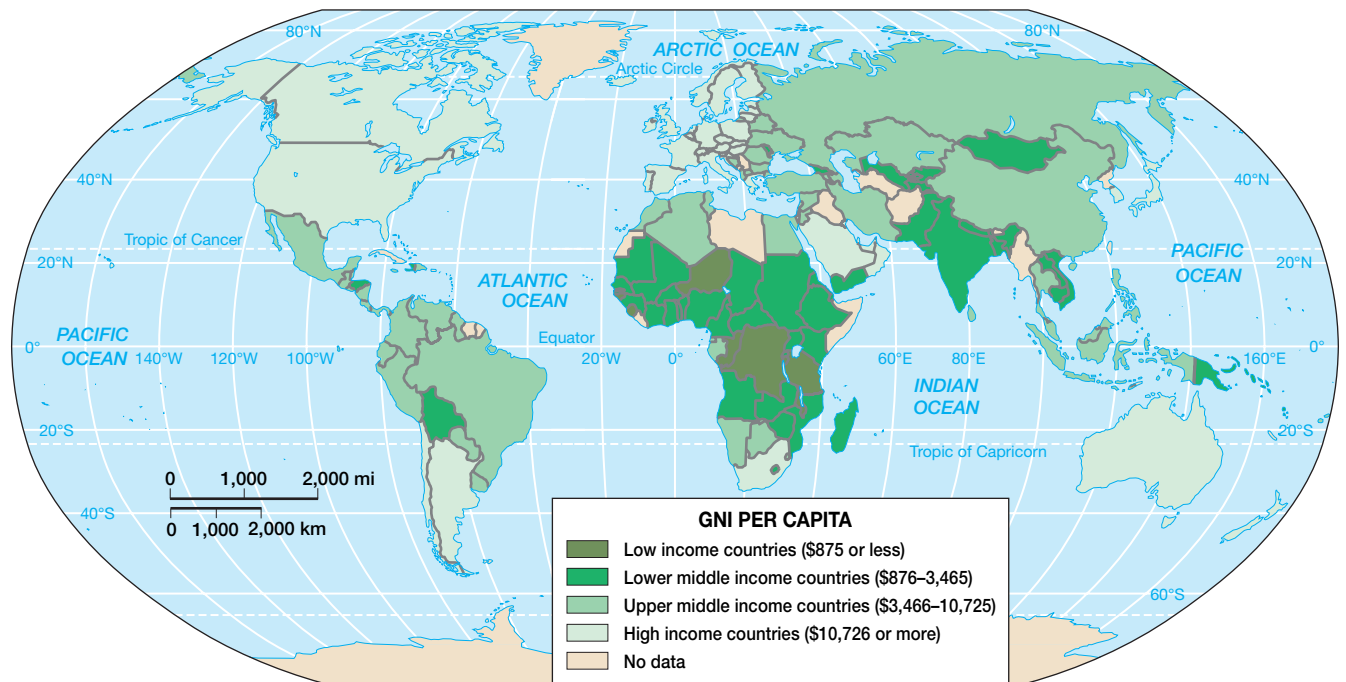 80°N
80°N
ARCTIC OCEAN
Arctic Circle
40°N
40°N
Tropic of Cancer
PACIFIC
OCEAN
20°N
20°N
ATLANTIC
OCEAN
PACIFIC
OCEAN
Equator
0°
140°W
120°W
100°W
20°W
0°
60°E
80°E
160°E
0°
INDIAN
OCEAN
20°S
20°S
Tropic of Capricorn
0
1,000
2,000 mi
0
1,000
2,000 km
40°S
60°S
GNI PER CAPITA
Low income countries ($875 or less)
Lower middle income countries ($876–3,465)
Upper middle income countries ($3,466–10,725)
High income countries ($10,726 or more)
No data